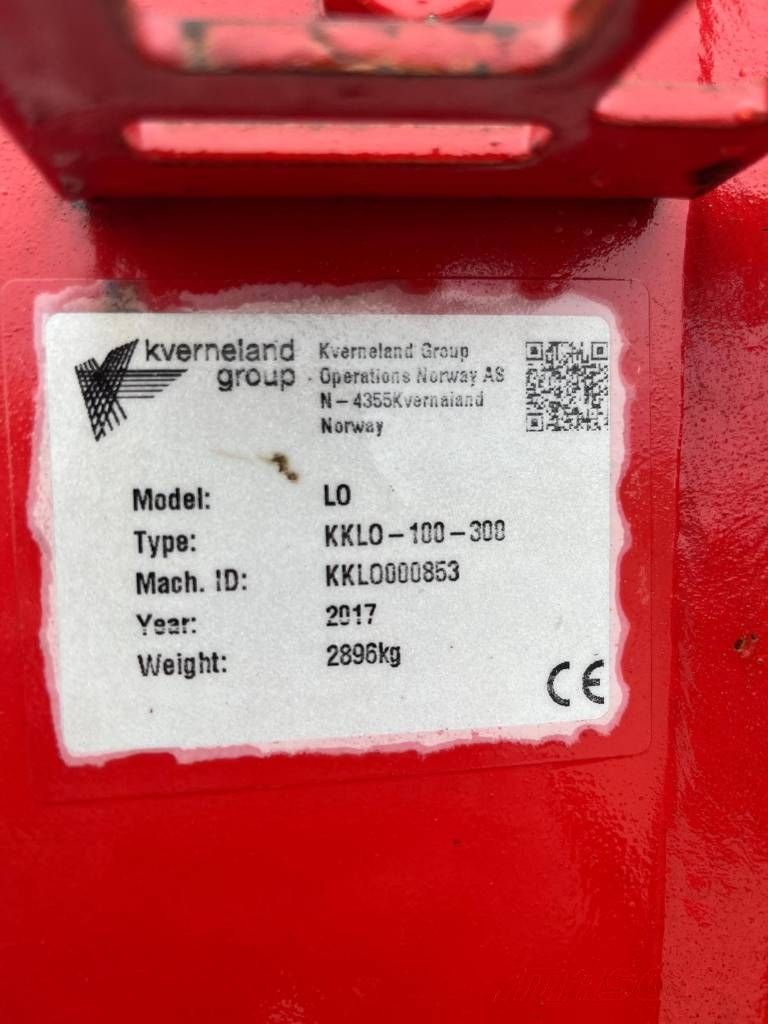 kverneland
group
Kverneland Group
Operations Norway AS
N-4355Kvernaland
Norway
Model: LO
Type: KKLO-100-300
Mach. ID: KKLO000853
Year: 2017
Weight: 2896kg
CE